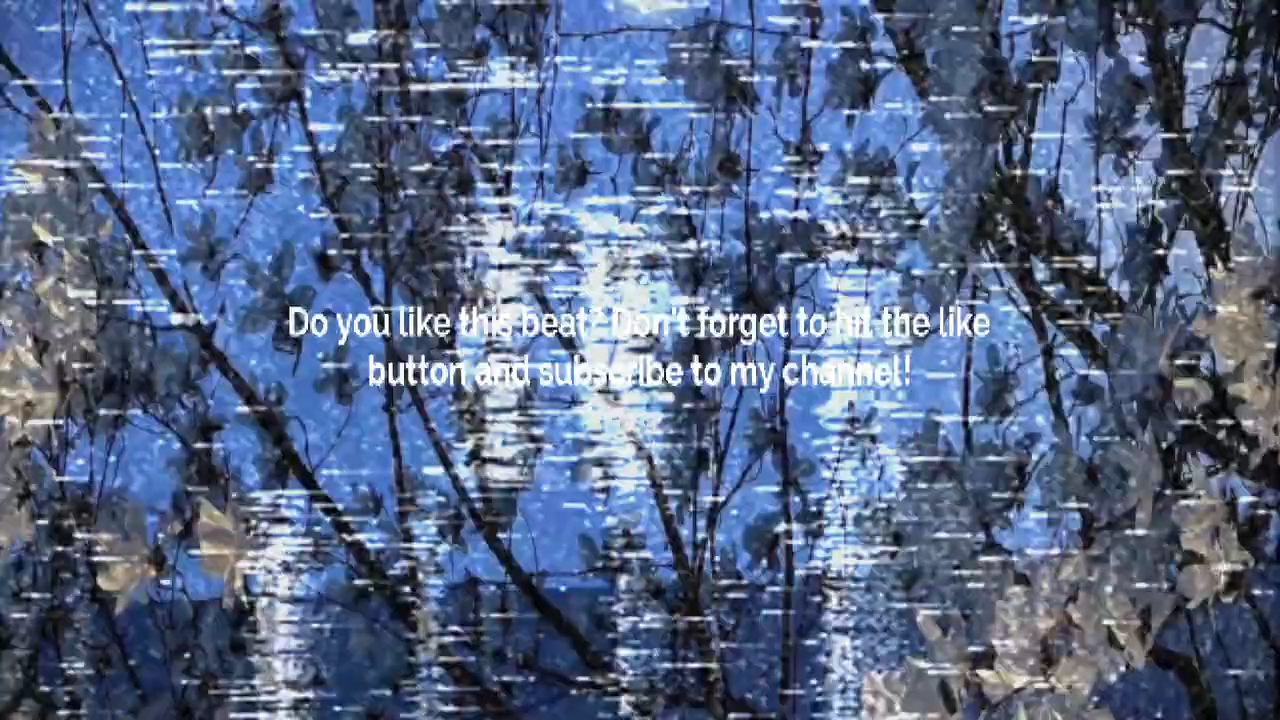 Do you like this beat? Don't forget to hit the like
button and subscribe to my channel!